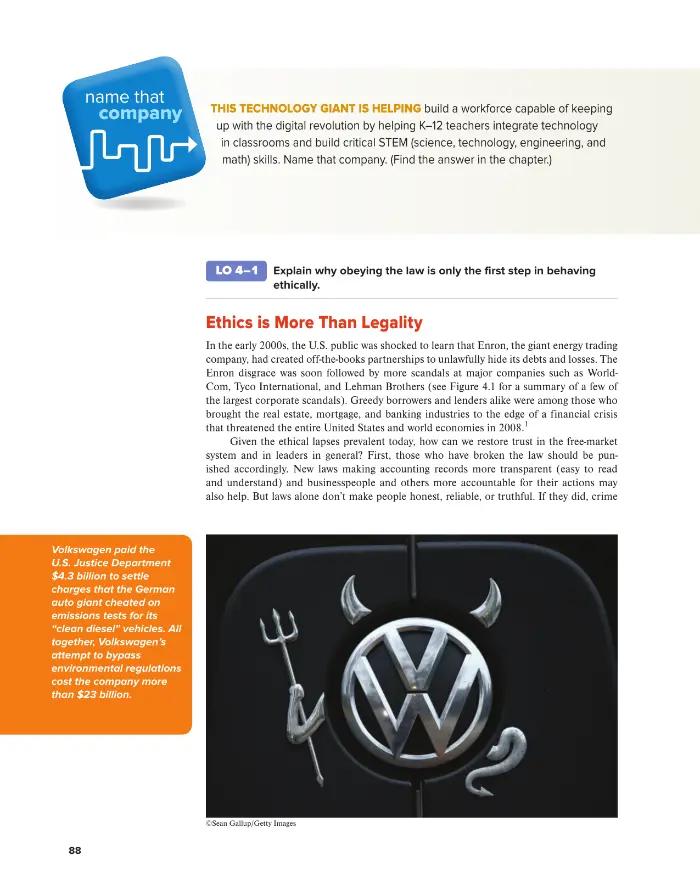 name that
company
THIS TECHNOLOGY GIANT IS HELPING build a workforce capable of keeping
up with the digital revolution by helping K–12 teachers integrate technology
in classrooms and build critical STEM (science, technology, engineering, and
math) skills. Name that company. (Find the answer in the chapter.)
LO 4–1 Explain why obeying the law is only the first step in behaving
ethically.
Ethics is More Than Legality
In the early 2000s, the U.S. public was shocked to learn that Enron, the giant energy trading
company, had created off-the-books partnerships to unlawfully hide its debts and losses. The
Enron disgrace was soon followed by more scandals at major companies such as World-
Com, Tyco International, and Lehman Brothers (see Figure 4.1 for a summary of a few of
the largest corporate scandals). Greedy borrowers and lenders alike were among those who
brought the real estate, mortgage, and banking industries to the edge of a financial crisis
that threatened the entire United States and world economies in 2008.1
Given the ethical lapses prevalent today, how can we restore trust in the free-market
system and in leaders in general? First, those who have broken the law should be pun-
ished accordingly. New laws making accounting records more transparent (easy to read
and understand) and businesspeople and others more accountable for their actions may
also help. But laws alone don’t make people honest, reliable, or truthful. If they did, crime
Volkswagen paid the
U.S. Justice Department
$4.3 billion to settle
charges that the German
auto giant cheated on
emissions tests for its
“clean diesel” vehicles. All
together, Volkswagen’s
attempt to bypass
environmental regulations
cost the company more
than $23 billion.
VW
©Sean Gallup/Getty Images
88